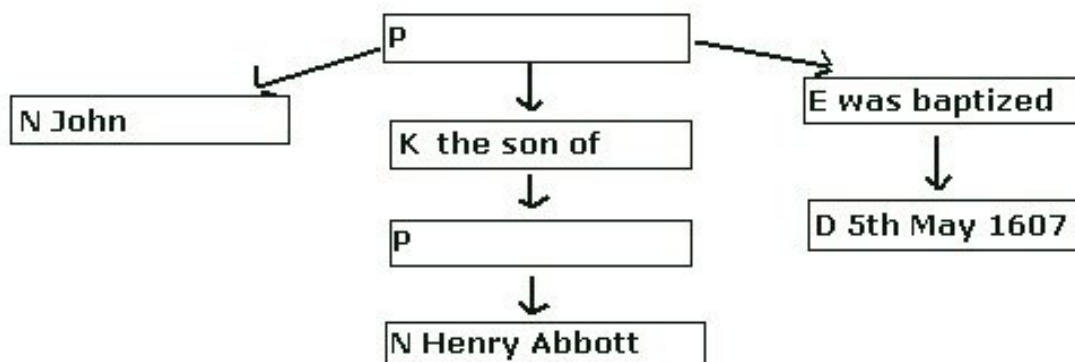 P
N John
E was baptized
K the son of
D 5th May 1607
P
N Henry Abbott